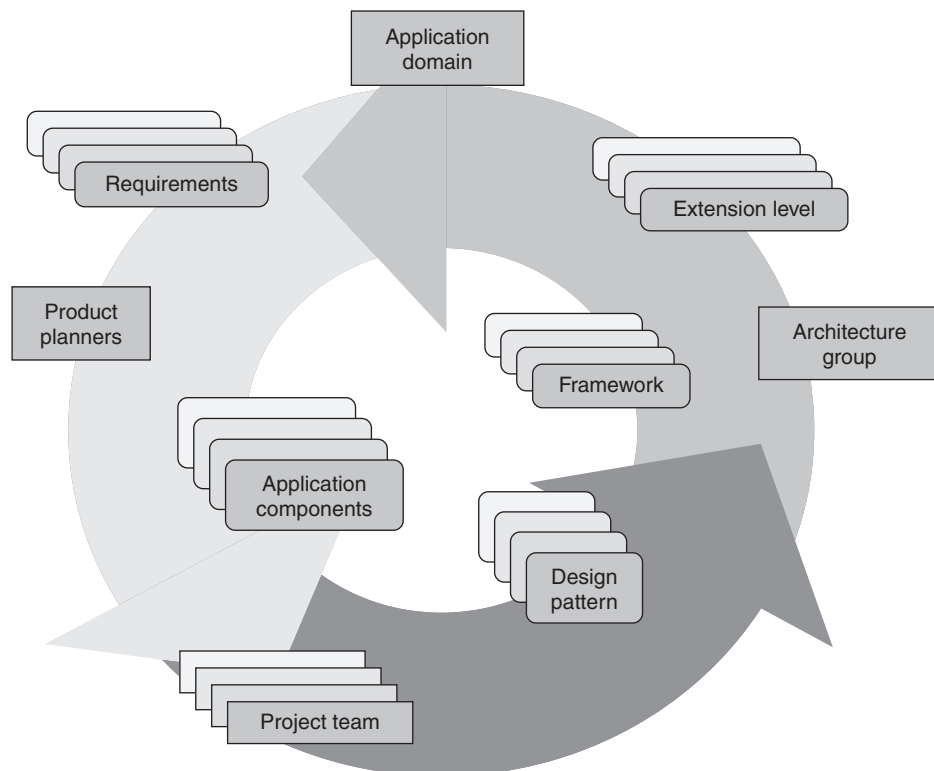 Application
domain
Requirements
Extension level
Product
planners
Architecture
group
Framework
Application
components
Design
pattern
Project team